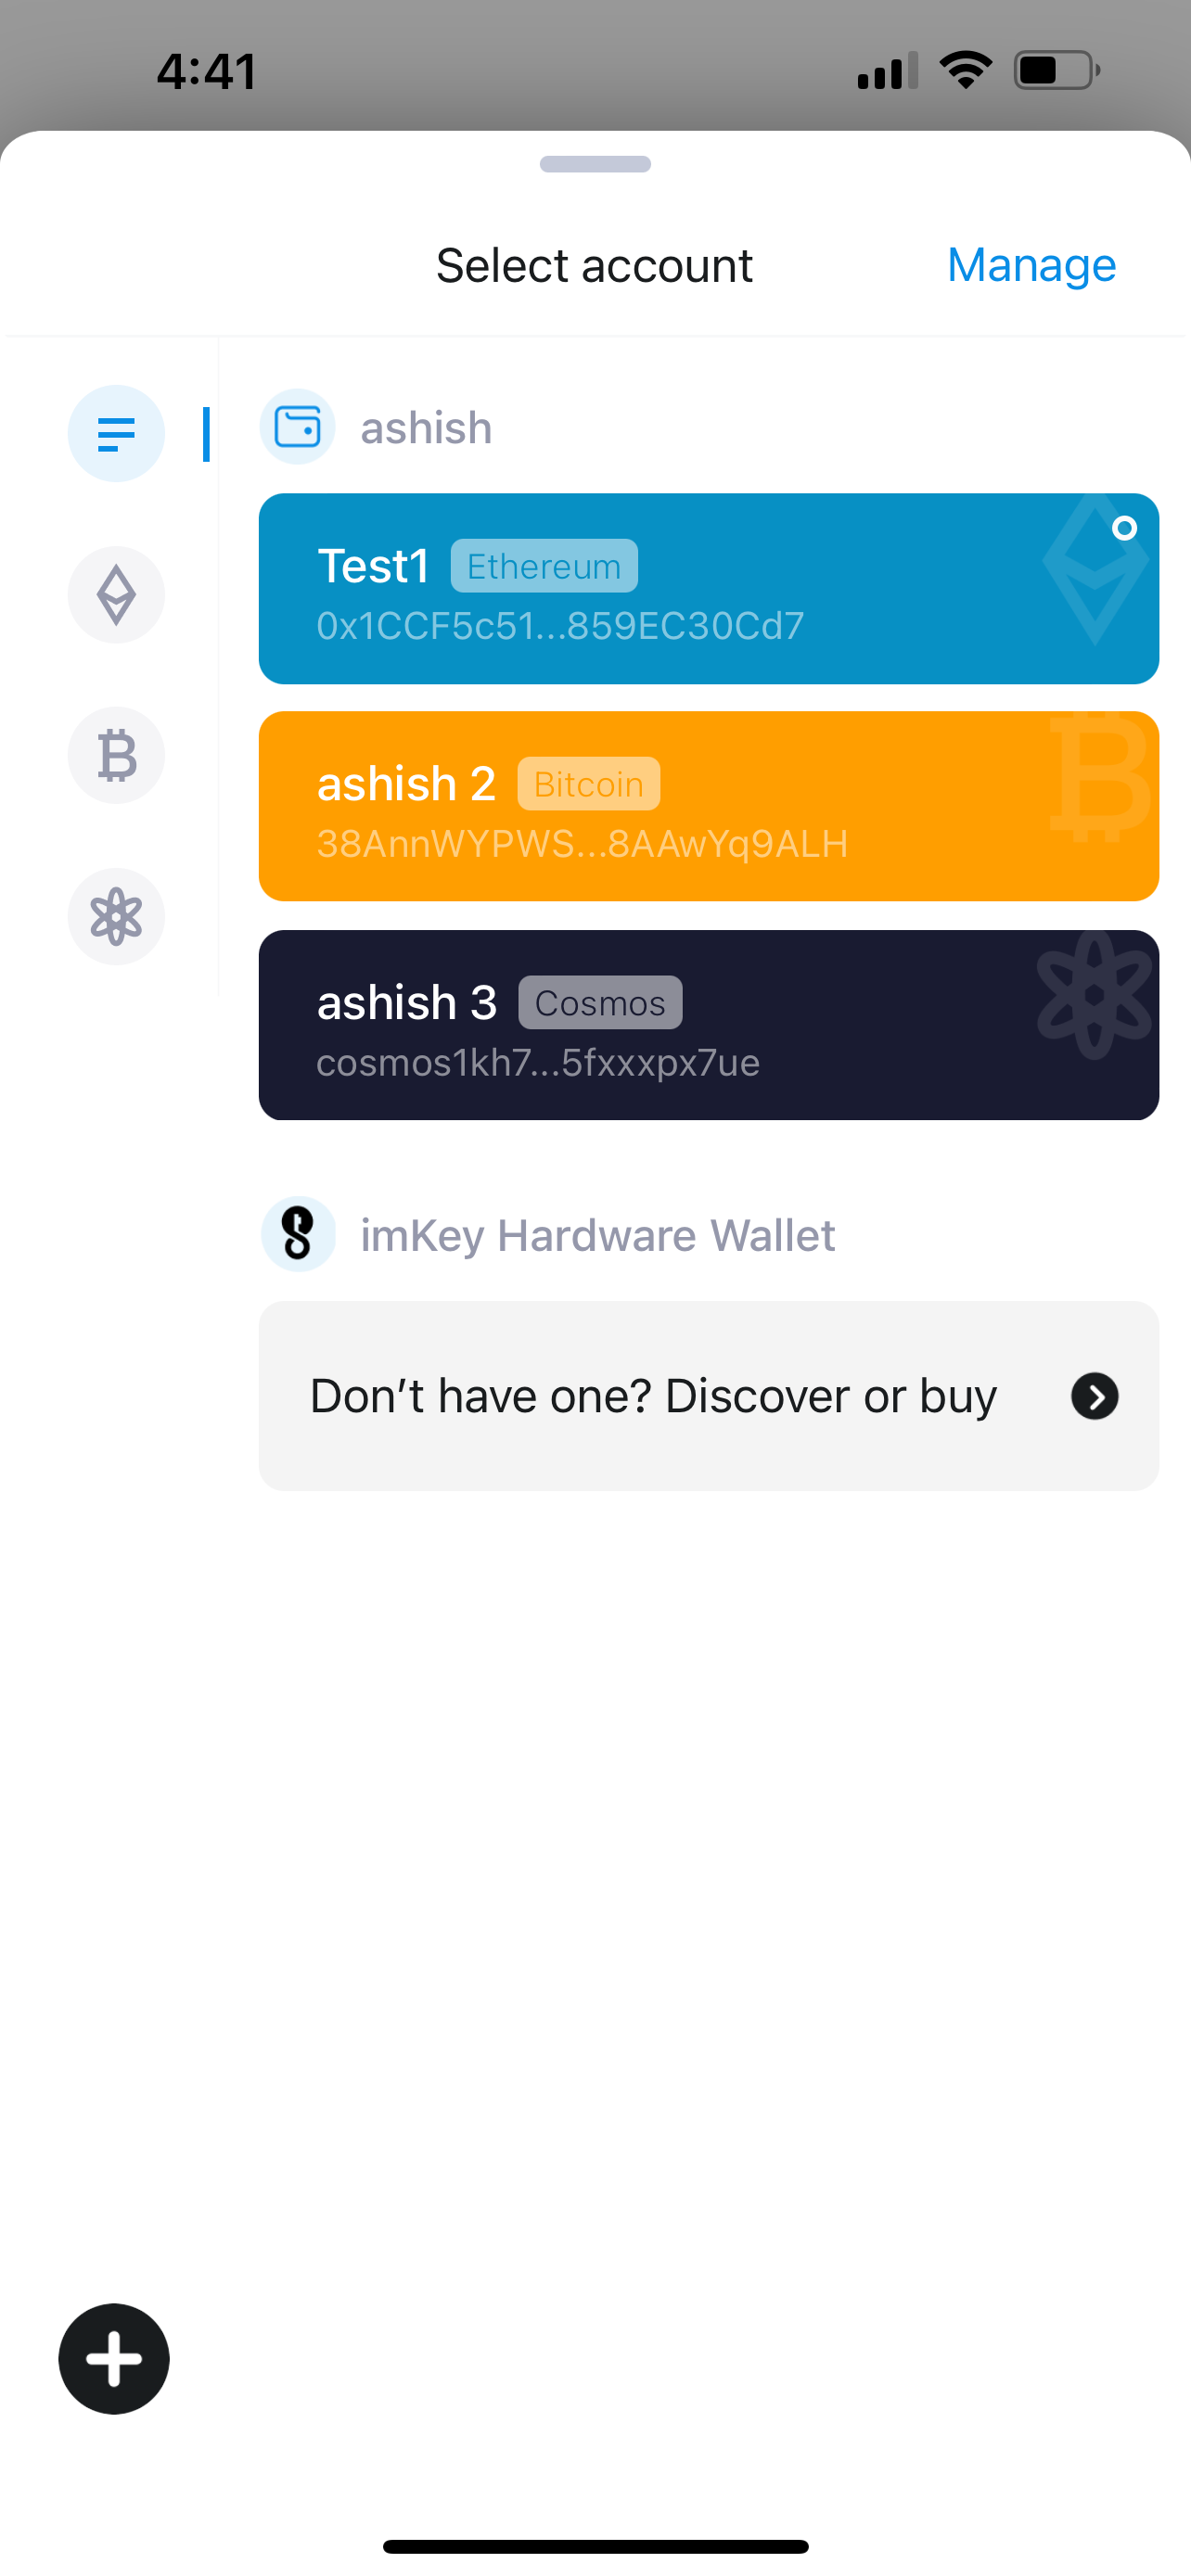 4:41
Select account
Manage
ashish
Test1 Ethereum
0x1CCF5c51...859EC30Cd7
ashish 2 Bitcoin
38AnnWYPWS...8AAwYq9ALH
ashish 3 Cosmos
cosmos1kh7...5fxxxpx7ue
imKey Hardware Wallet
Don't have one? Discover or buy